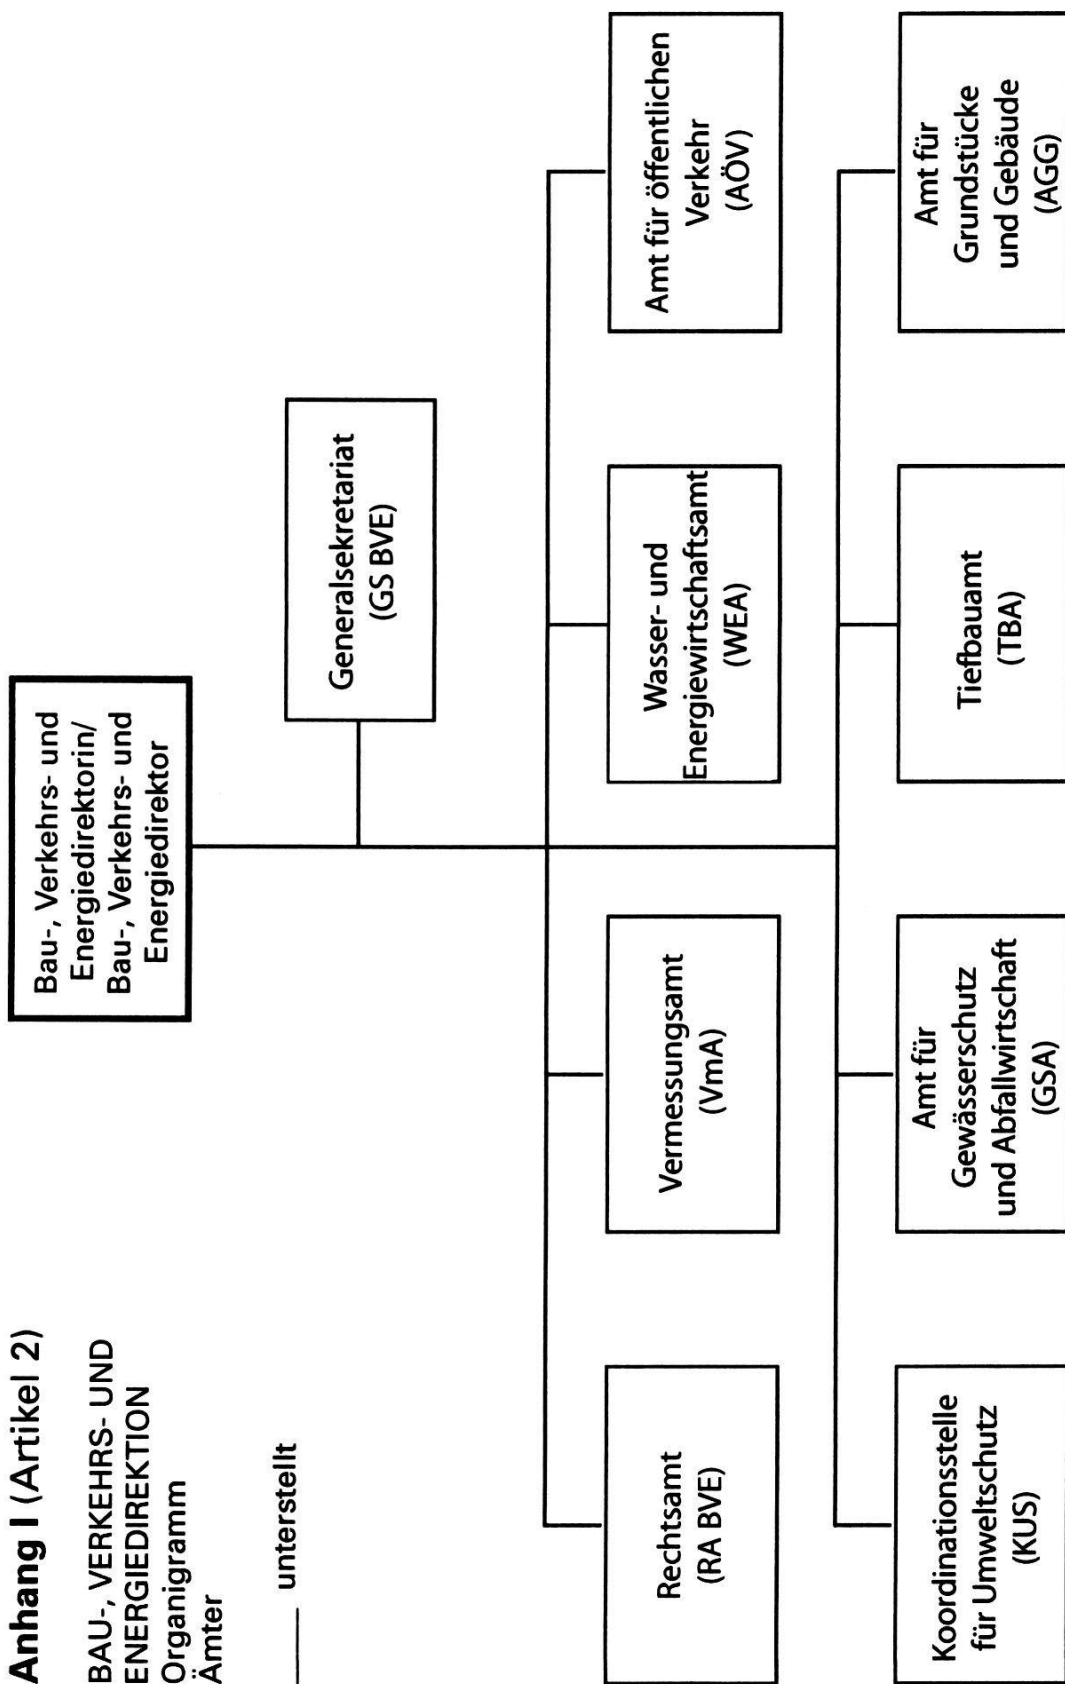 Anhang I (Artikel 2)
BAU-, VERKEHRS- UND
ENERGIEDIREKTION
Organigramm
Ämter
unterstellt
Bau-, Verkehrs- und
Energiedirektorin/
Bau-, Verkehrs- und
Energiedirektor
Generalsekretariat
(GS BVE)
Rechtsamt
(RA BVE)
Vermessungsamt
(VmA)
Wasser- und
Energiewirtschaftsamt
(WEA)
Amt für öffentlichen
Verkehr
(AÖV)
Koordinationsstelle
für Umweltschutz
(KUS)
Amt für
Gewässerschutz
und Abfallwirtschaft
(GSA)
Tiefbauamt
(TBA)
Amt für
Grundstücke
und Gebäude
(AGG)